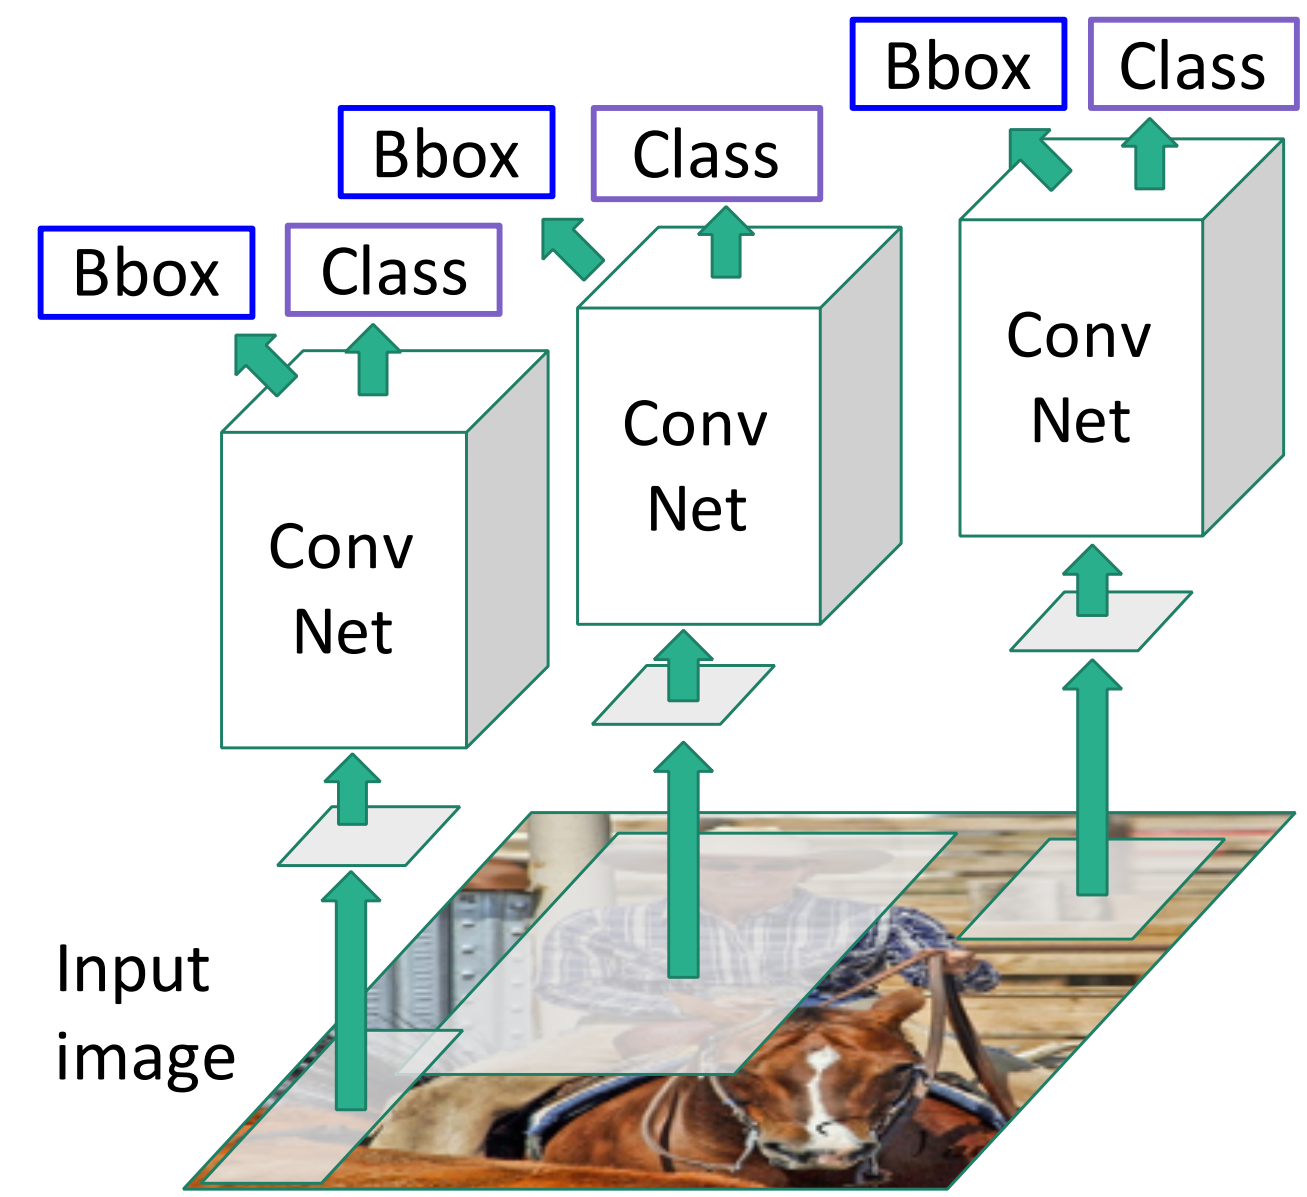 Bbox Class
Bbox Class
Bbox Class
Conv
Net
Conv
Net
Conv
Net
Input
image